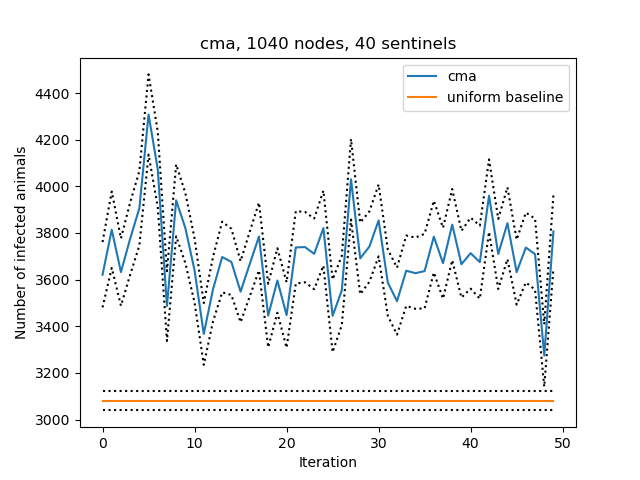 cma, 1040 nodes, 40 sentinels
cma
uniform baseline
Number of infected animals
4400
4200
4000
3800
3600
3400
3200
3000
0 10 20 30 40 50
Iteration